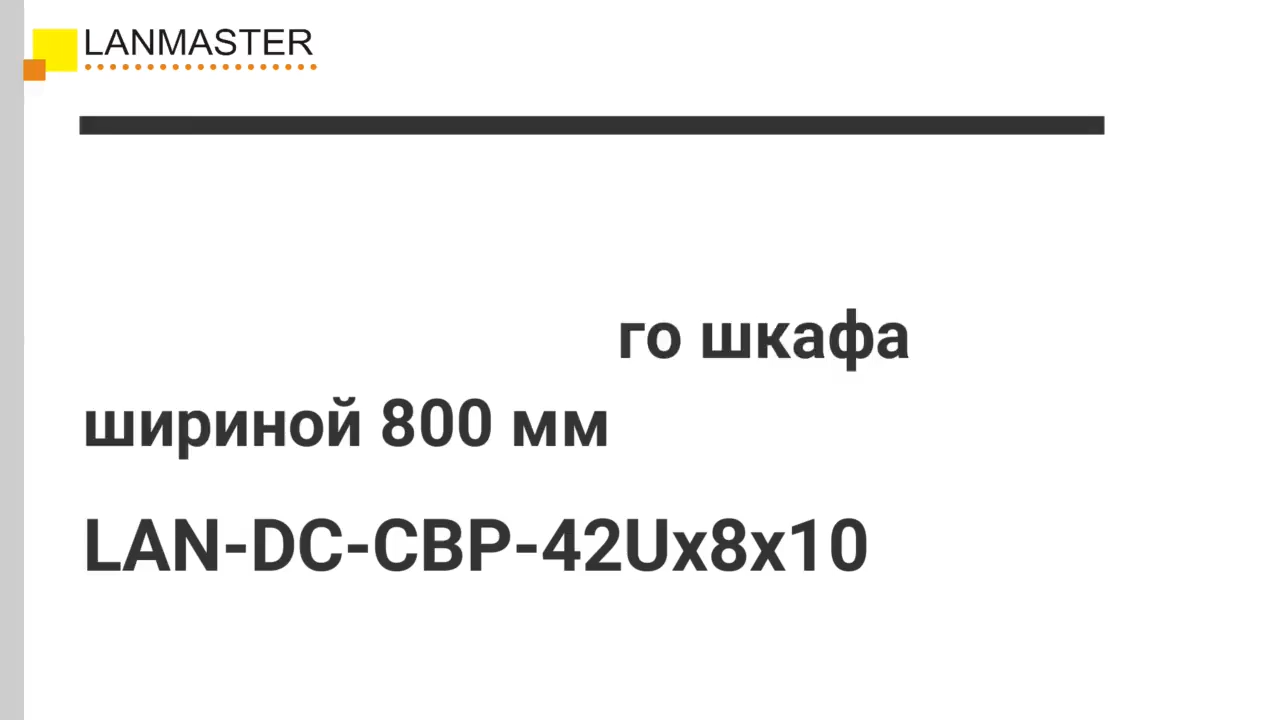 LANMASTER
го шкафа
шириной 800 мм
LAN-DC-CBP-42Ux8x10